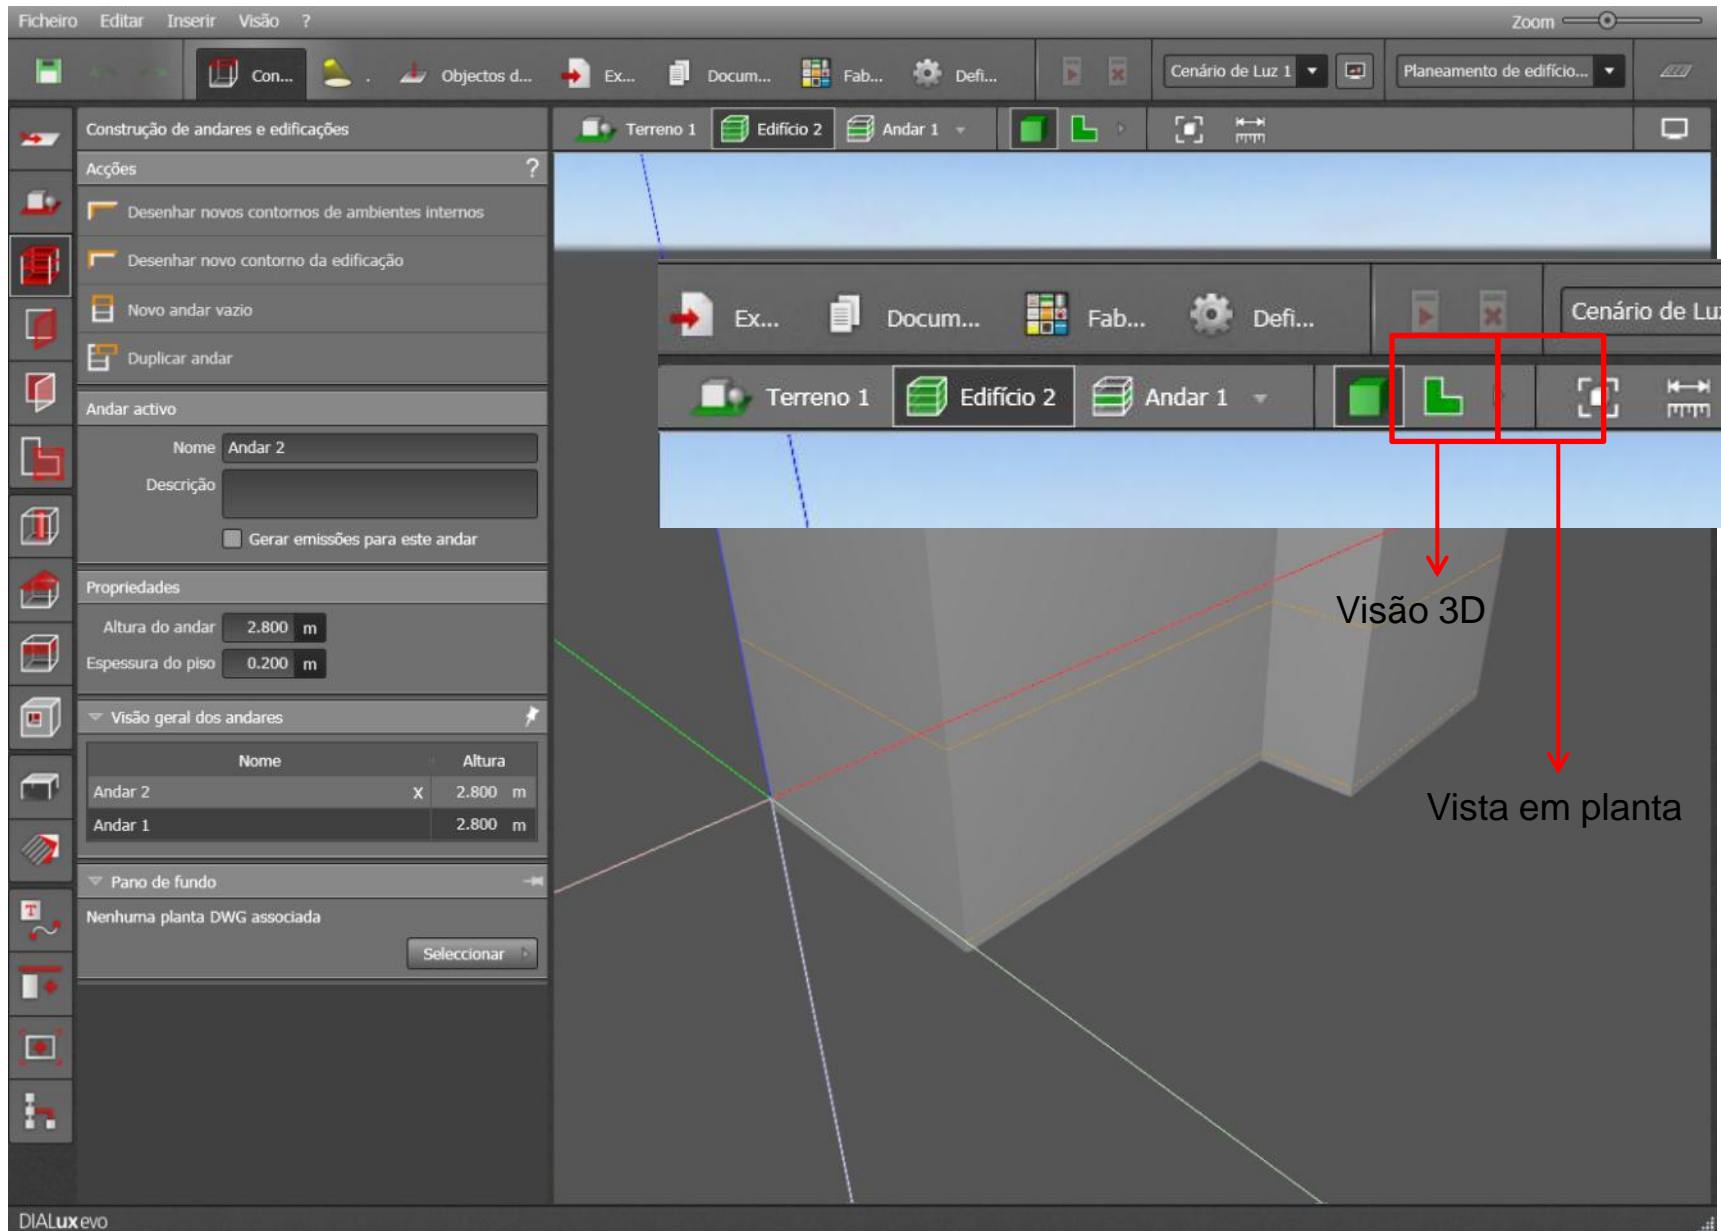 Ficheiro Editar Inserir Visão ?
Zoom
Con... . Objectos d... Ex... Docum... Fab... Defi... Cenário de Luz 1 Planeamento de edifício...
Construção de andares e edificações
Terreno 1 Edifício 2 Andar 1
Acções ?
Desenhar novos contornos de ambientes internos
Desenhar novo contorno da edificação
Novo andar vazio
Duplicar andar
Andar activo
Nome Andar 2
Descrição
Gerar emissões para este andar
Propriedades
Altura do andar 2.800 m
Espessura do piso 0.200 m
Visão geral dos andares
Nome Altura
Andar 2 X 2.800 m
Andar 1 2.800 m
Pano de fundo
Nenhuma planta DWG associada
Seleccionar
Ex... Docum... Fab... Defi... Cenário de Lu
Terreno 1 Edifício 2 Andar 1
Visão 3D
Vista em planta
DIALux evo